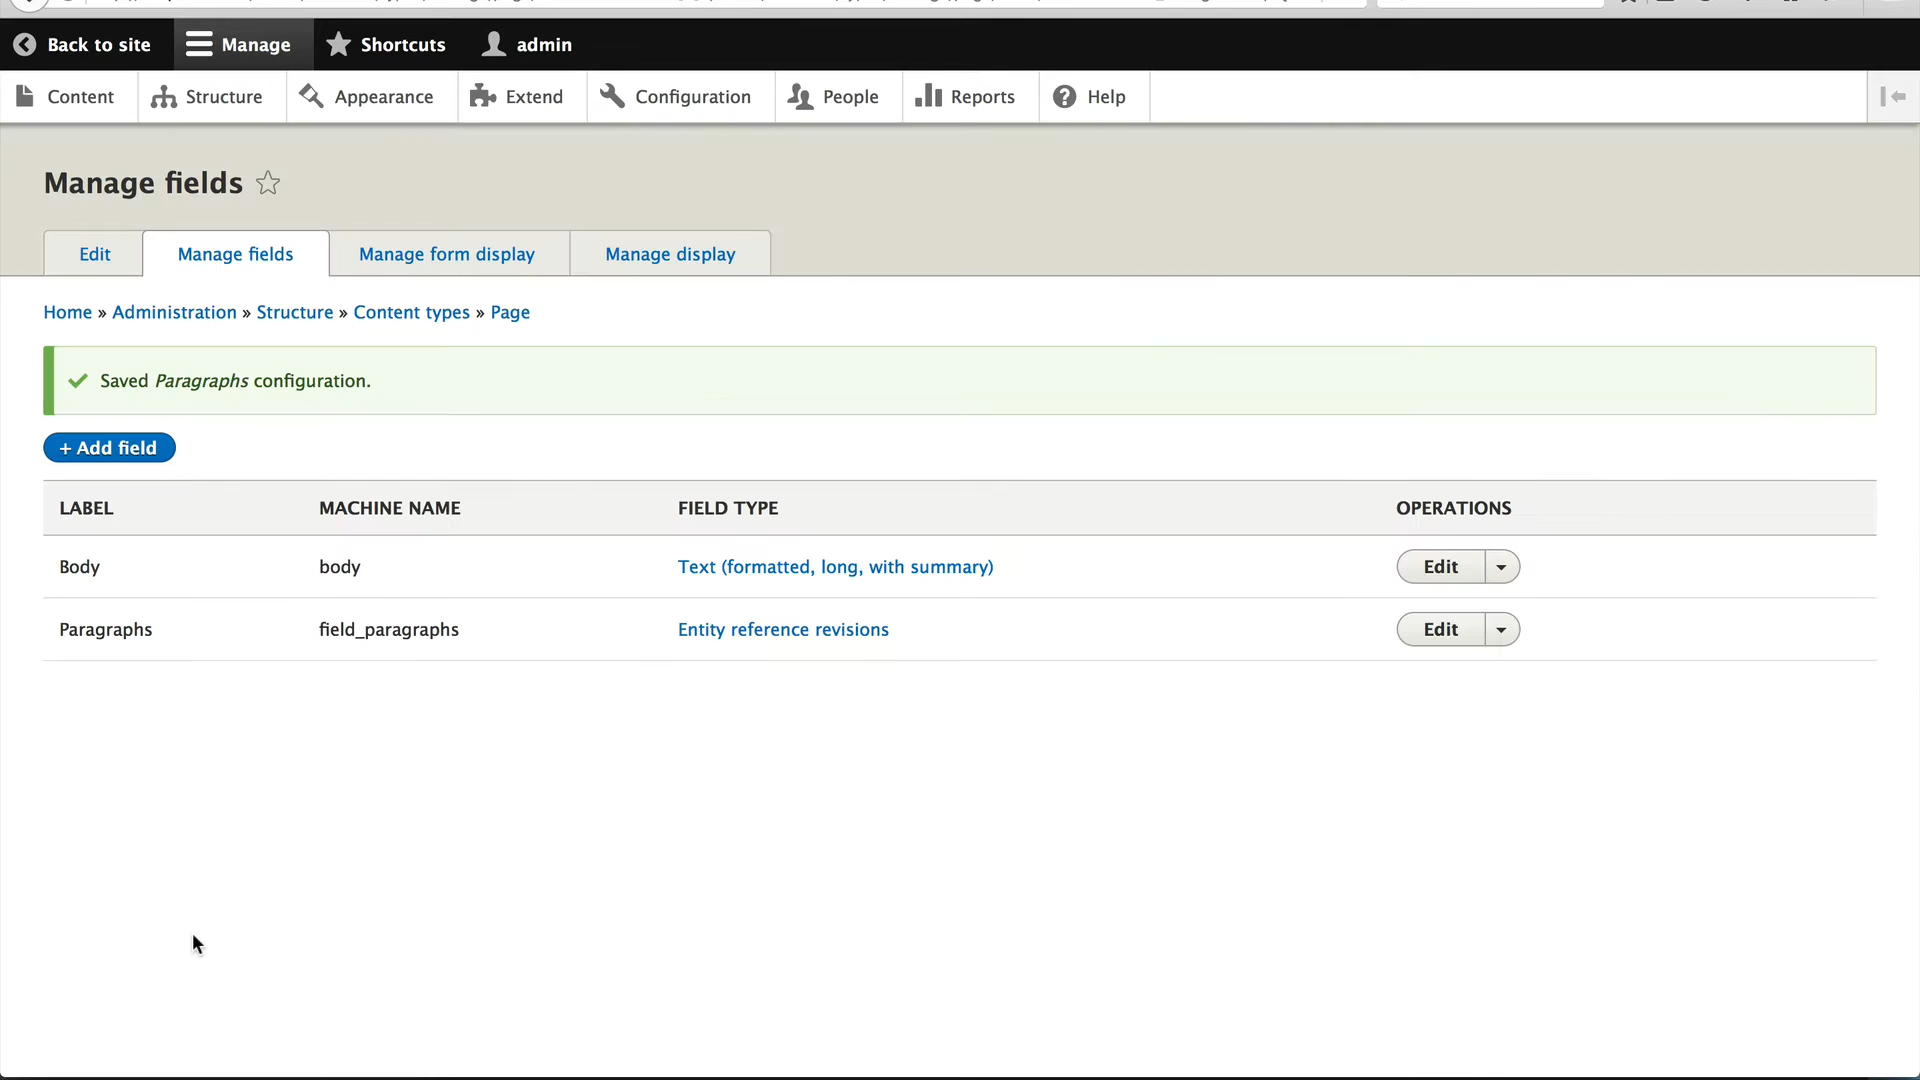 Back to site Manage Shortcuts admin
Content Structure Appearance Extend Configuration People Reports Help
Manage fields
Edit Manage fields Manage form display Manage display
Home » Administration » Structure » Content types » Page
Saved Paragraphs configuration.
+ Add field
LABEL MACHINE NAME FIELD TYPE OPERATIONS
Body body Text (formatted, long, with summary) Edit
Paragraphs field_paragraphs Entity reference revisions Edit